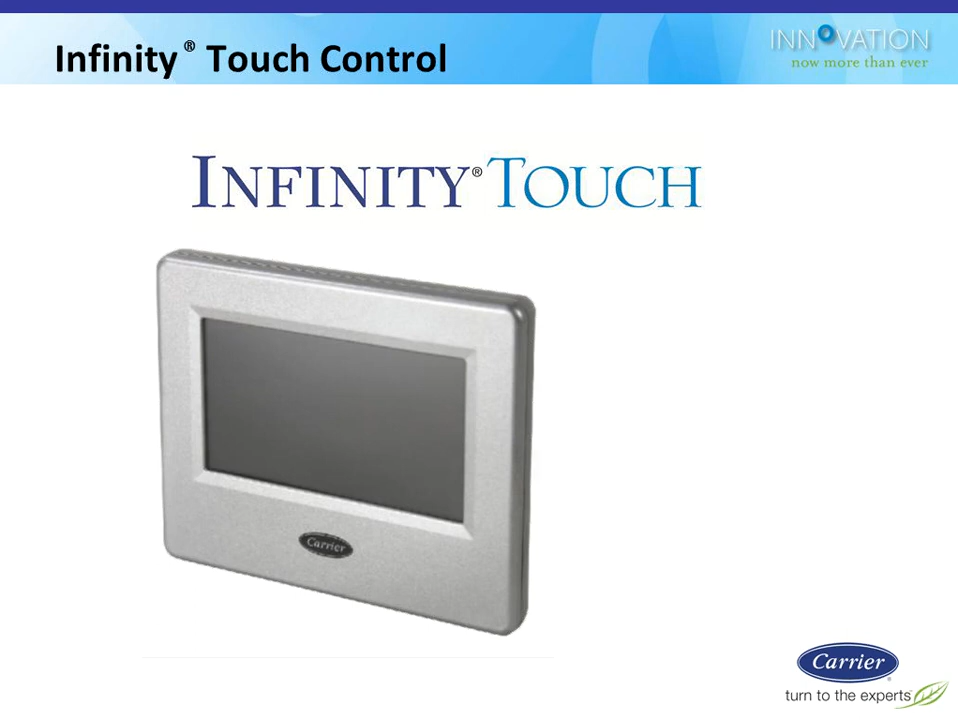 Infinity® Touch Control
INNOVATION
now more than ever
INFINITY® TOUCH
Carrier
Carrier®
turn to the experts